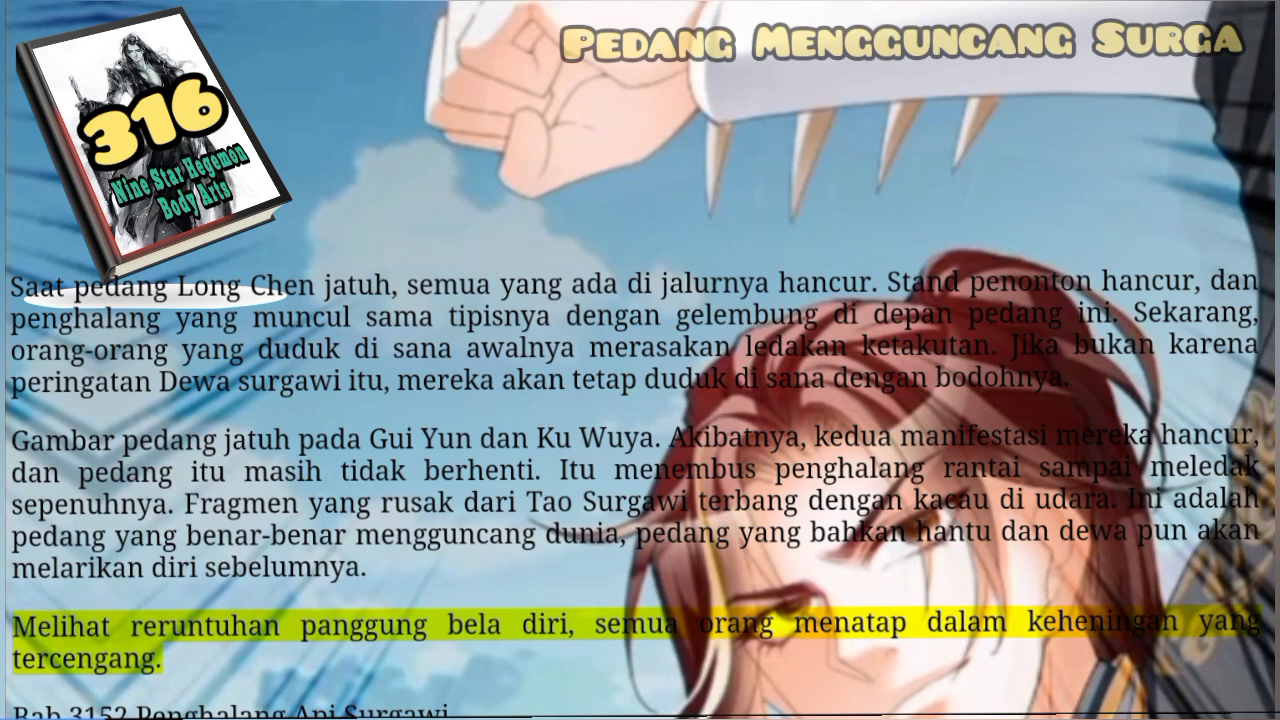 Pedang Mengguncang Surga
316
Nine Star Hegemon
Body Arts
Saat pedang Long Chen jatuh, semua yang ada di jalurnya hancur. Stand penonton hancur, dan
penghalang yang muncul sama tipisnya dengan gelembung di depan pedang ini. Sekarang,
orang-orang yang duduk di sana awalnya merasakan ledakan ketakutan. Jika bukan karena
peringatan Dewa surgawi itu, mereka akan tetap duduk di sana dengan bodohnya.
Gambar pedang jatuh pada Gui Yun dan Ku Wuya. Akibatnya, kedua manifestasi mereka hancur,
dan pedang itu masih tidak berhenti. Itu menembus penghalang rantai sampai meledak
sepenuhnya. Fragmen yang rusak dari Tao Surgawi terbang dengan kacau di udara. Ini adalah
pedang yang benar-benar mengguncang dunia, pedang yang bahkan hantu dan dewa pun akan
melarikan diri sebelumnya.
Melihat reruntuhan panggung bela diri, semua orang menatap dalam keheningan yang
tercengang.
Bab 3152 Penghalang Api Surgawi